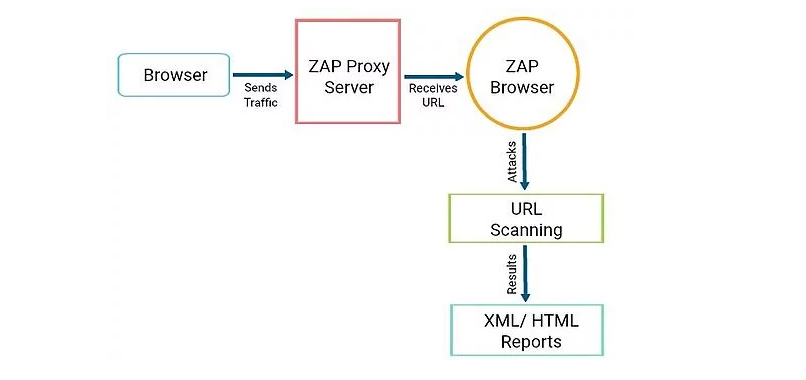 Browser
Sends
Traffic
ZAP Proxy
Server
Receives
URL
ZAP
Browser
Attacks
URL
Scanning
Results
XML/ HTML
Reports